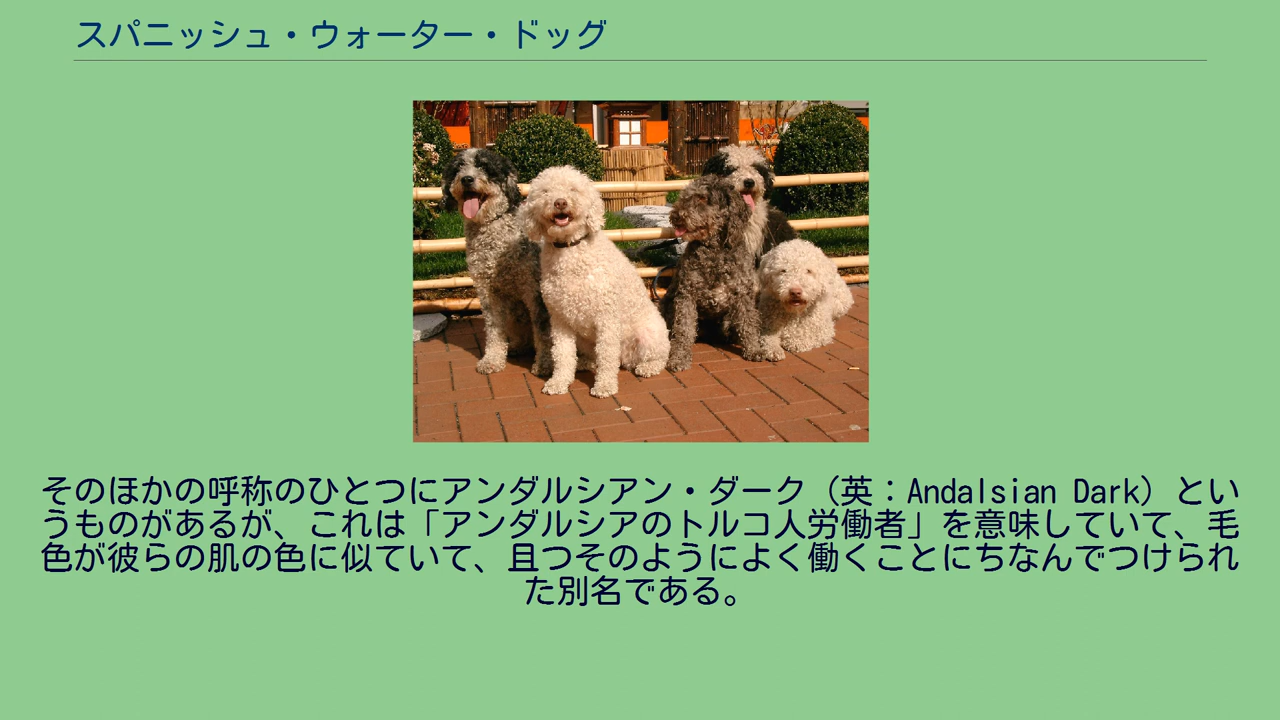 スパニッシュ・ウォーター・ドッグ
そのほかの呼称のひとつにアンダルシアン・ダーク（英：Andalsian Dark）とい
うものがあるが、これは「アンダルシアのトルコ人労働者」を意味していて、毛
色が彼らの肌の色に似ていて、且つそのようによく働くことにちなんでつけられ
た別名である。